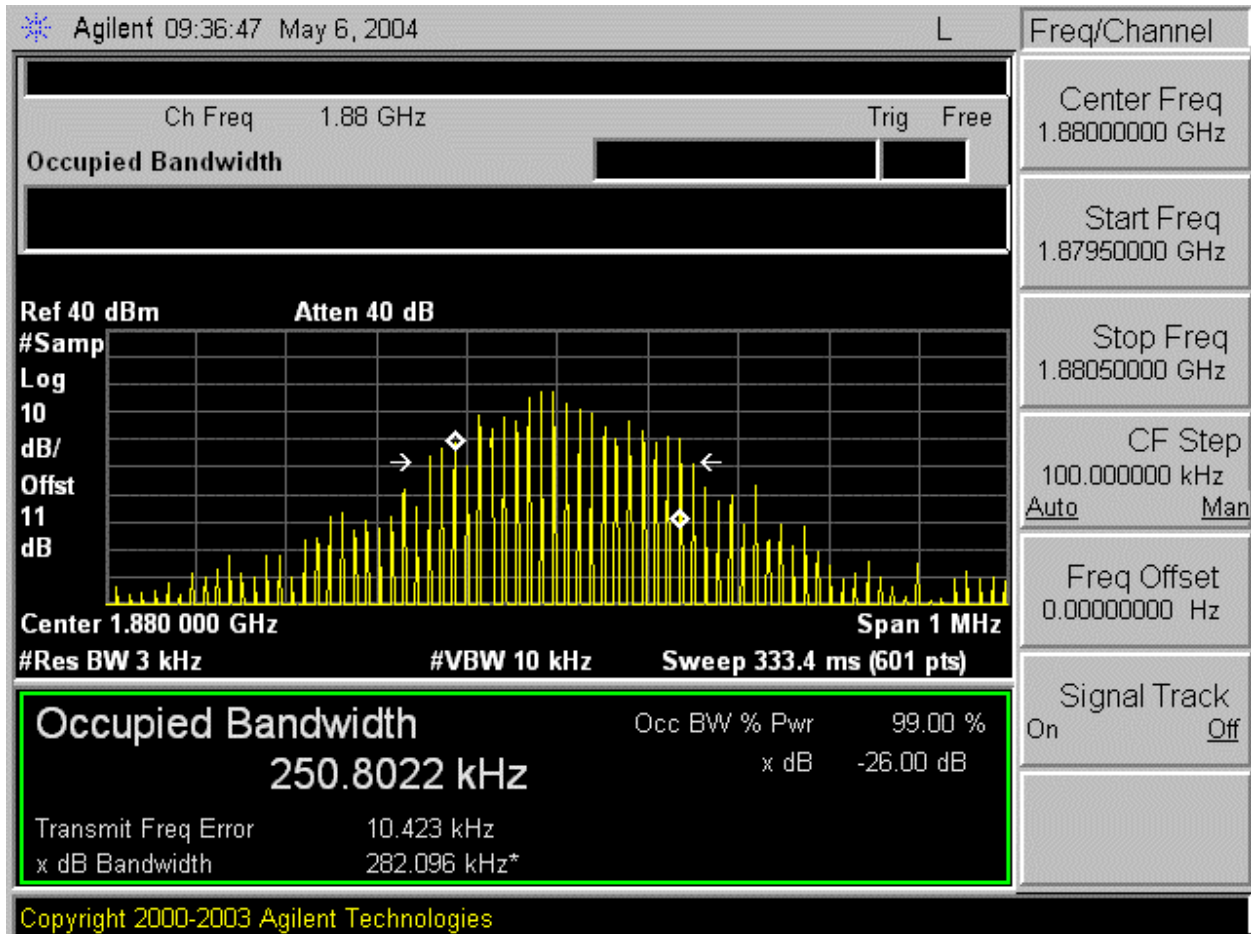 Agilent 09:36:47 May 6, 2004 L
Freq/Channel
Ch Freq 1.88 GHz Trig Free
Occupied Bandwidth
Ref 40 dBm Atten 40 dB
#Samp
Log
10
dB/
Offst
11
dB
Center 1.880 000 GHz Span 1 MHz
#Res BW 3 kHz #VBW 10 kHz Sweep 333.4 ms (601 pts)
Occupied Bandwidth
250.8022 kHz
Occ BW % Pwr 99.00 %
x dB -26.00 dB
Transmit Freq Error 10.423 kHz
x dB Bandwidth 282.096 kHz*
Copyright 2000-2003 Agilent Technologies
Center Freq
1.88000000 GHz
Start Freq
1.87950000 GHz
Stop Freq
1.88050000 GHz
CF Step
100.000000 kHz
Auto Man
Freq Offset
0.00000000 Hz
Signal Track
On Off